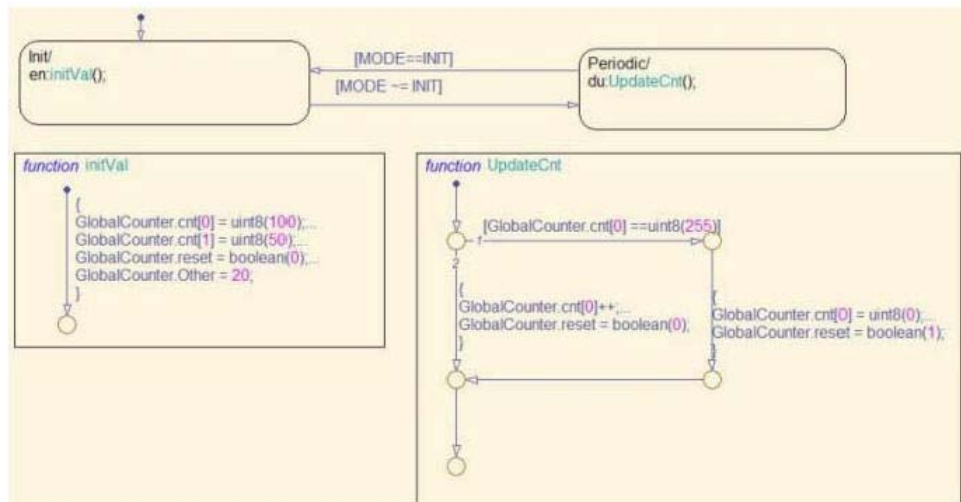 Init/
en:initVal();
[MODE==INIT]
[MODE ~= INIT]
Periodic/
du:UpdateCnt();
function initVal
{
GlobalCounter.cnt[0] = uint8(100);...
GlobalCounter.cnt[1] = uint8(50);...
GlobalCounter.reset = boolean(0);...
GlobalCounter.Other = 20;
}
function UpdateCnt
[GlobalCounter.cnt[0] ==uint8(255)]
1
2
{
GlobalCounter.cnt[0]++;...
GlobalCounter.reset = boolean(0);
}
{
GlobalCounter.cnt[0] = uint8(0);...
GlobalCounter.reset = boolean(1);
}